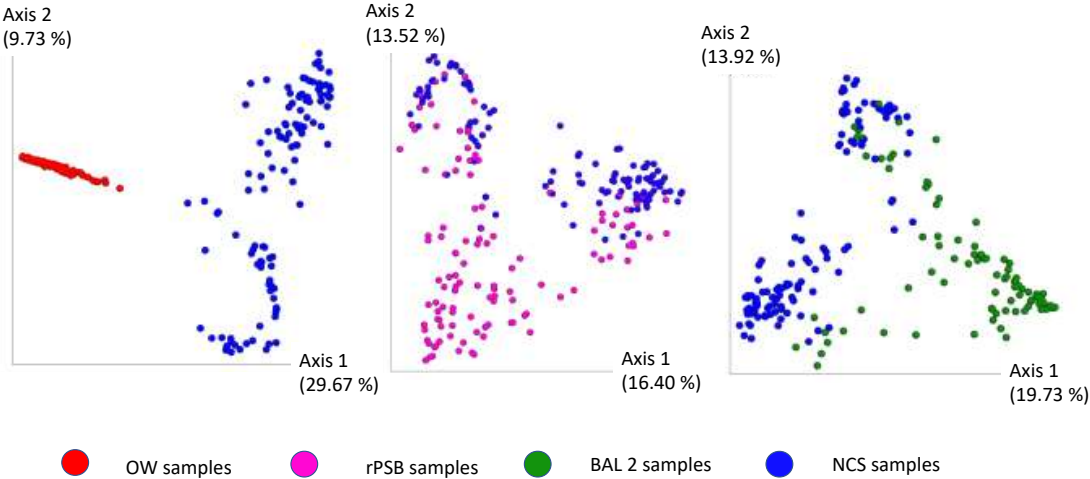 Axis 2
(9.73 %)
Axis 1
(29.67 %)
Axis 2
(13.52 %)
Axis 1
(16.40 %)
Axis 2
(13.92 %)
Axis 1
(19.73 %)
OW samples
rPSB samples
BAL 2 samples
NCS samples